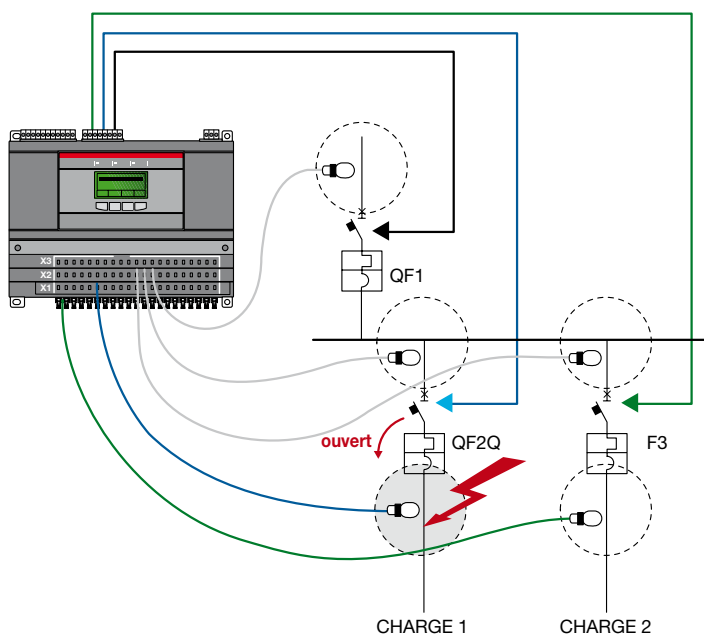 X3
X2
X1
QF1
ouvert
QF2Q
F3
CHARGE 1
CHARGE 2